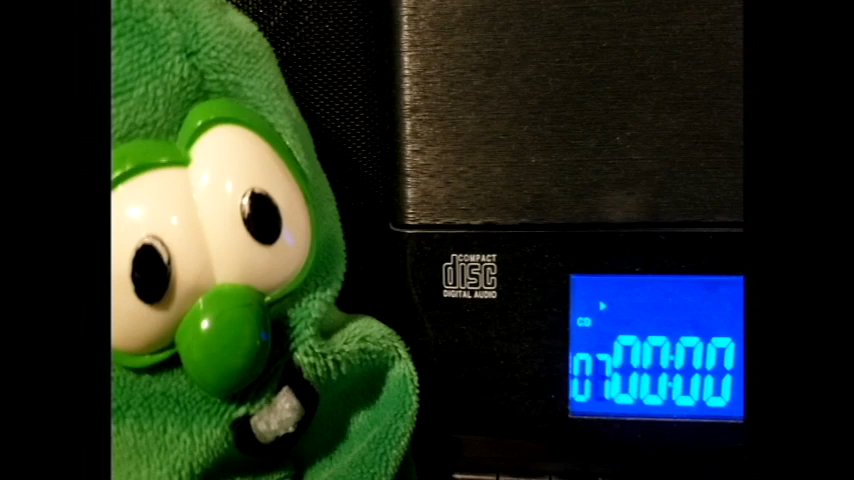 COMPACT
disc
DIGITAL AUDIO
CD
07 00:00